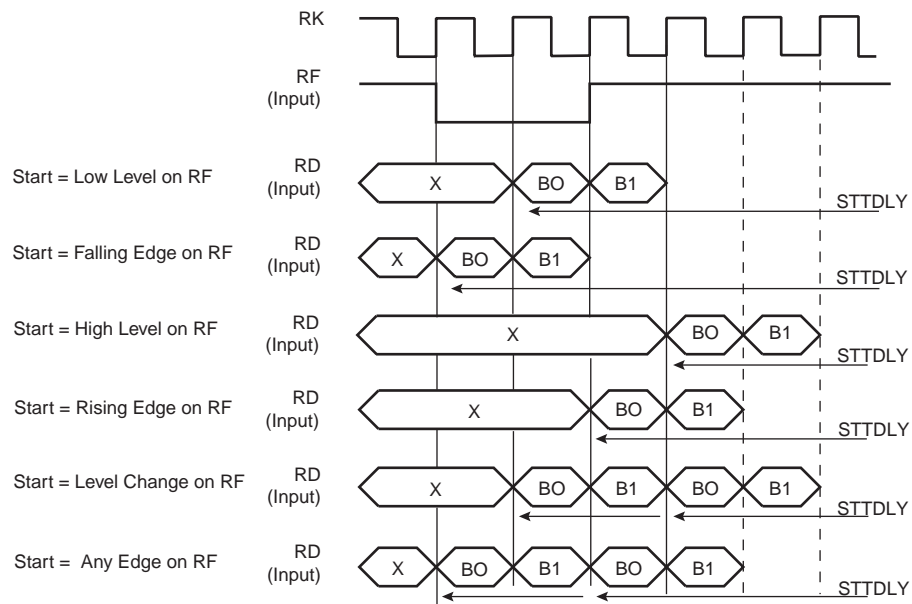 RK
RF
(Input)
Start = Low Level on RF
RD
(Input)
X
BO
B1
STTDLY
Start = Falling Edge on RF
RD
(Input)
X
BO
B1
STTDLY
Start = High Level on RF
RD
(Input)
X
BO
B1
STTDLY
Start = Rising Edge on RF
RD
(Input)
X
BO
B1
STTDLY
Start = Level Change on RF
RD
(Input)
X
BO
B1
BO
B1
STTDLY
Start = Any Edge on RF
RD
(Input)
X
BO
B1
BO
B1
STTDLY